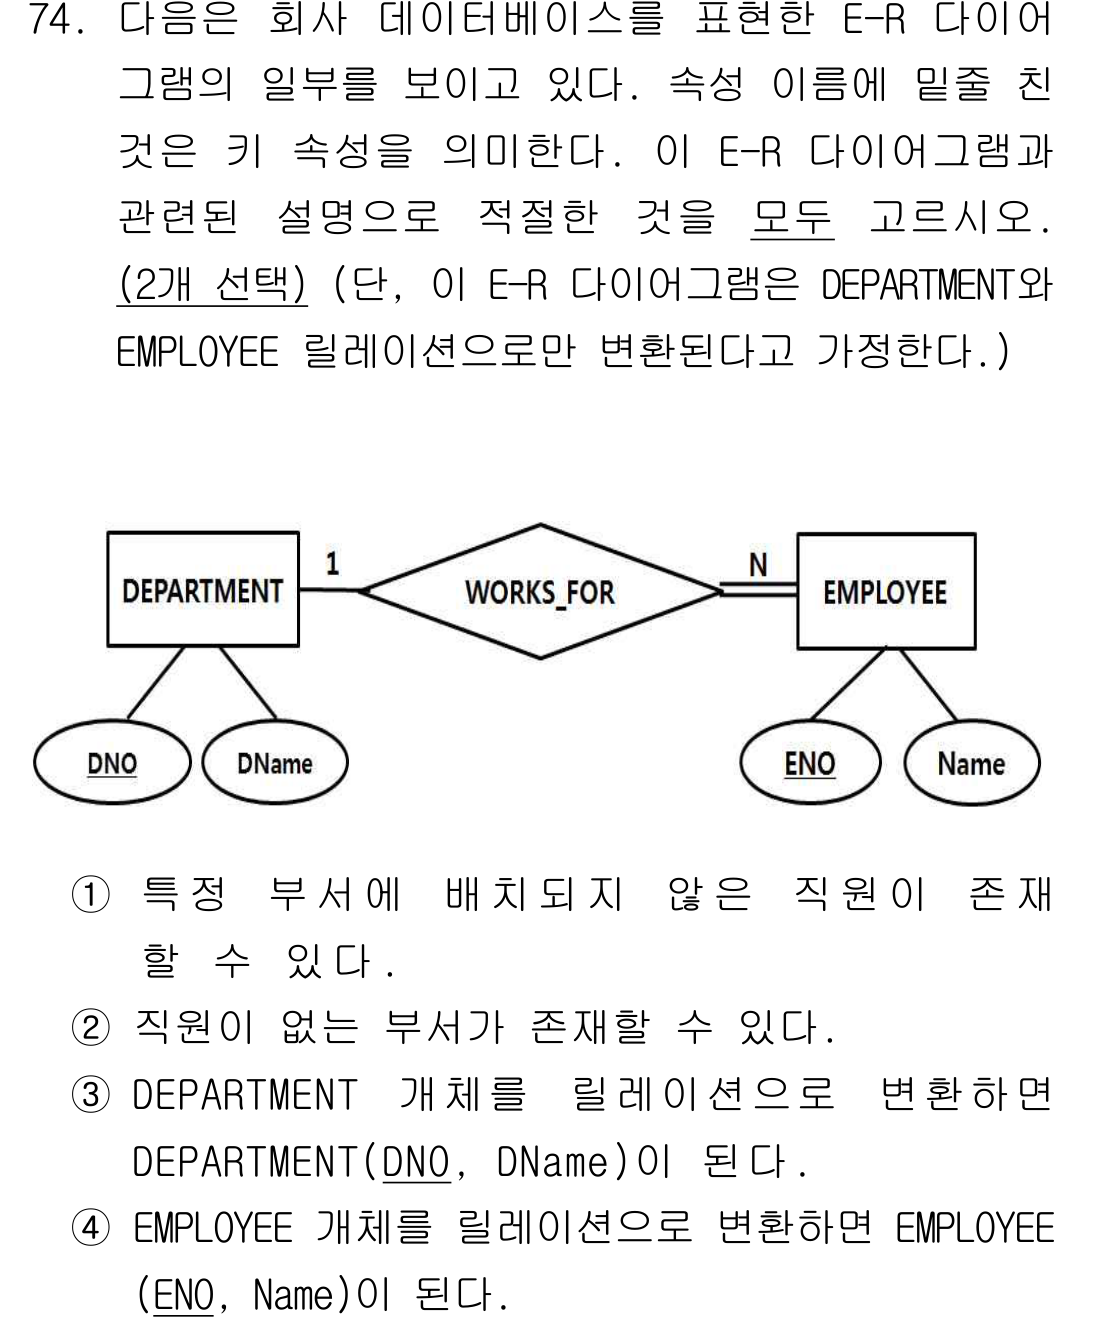 74. 다음은 회사 데이터베이스를 표현한 E-R 다이어
그램의 일부를 보이고 있다. 속성 이름에 밑줄 친
것은 키 속성을 의미한다. 이 E-R 다이어그램과
관련된 설명으로 적절한 것을 모두 고르시오.
(2개 선택) (단, 이 E-R 다이어그램은 DEPARTMENT와
EMPLOYEE 릴레이션으로만 변환된다고 가정한다.)
DEPARTMENT 1 WORKS_FOR N EMPLOYEE
DNO DName ENO Name
① 특정 부서에 배치되지 않은 직원이 존재
할 수 있다.
② 직원이 없는 부서가 존재할 수 있다.
③ DEPARTMENT 개체를 릴레이션으로 변환하면
DEPARTMENT(DNO, DName)이 된다.
④ EMPLOYEE 개체를 릴레이션으로 변환하면 EMPLOYEE
(ENO, Name)이 된다.